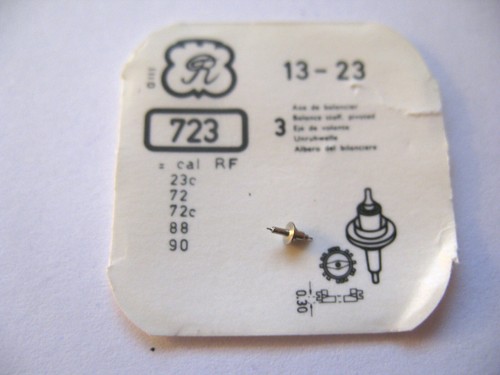 R
13-23
723
3
Axe de balancier
Balance staff, pivoted
Eje de volante
Unruhwelle
Albero del bilanciere
= cal RF
23c
72
72c
88
90
0.30